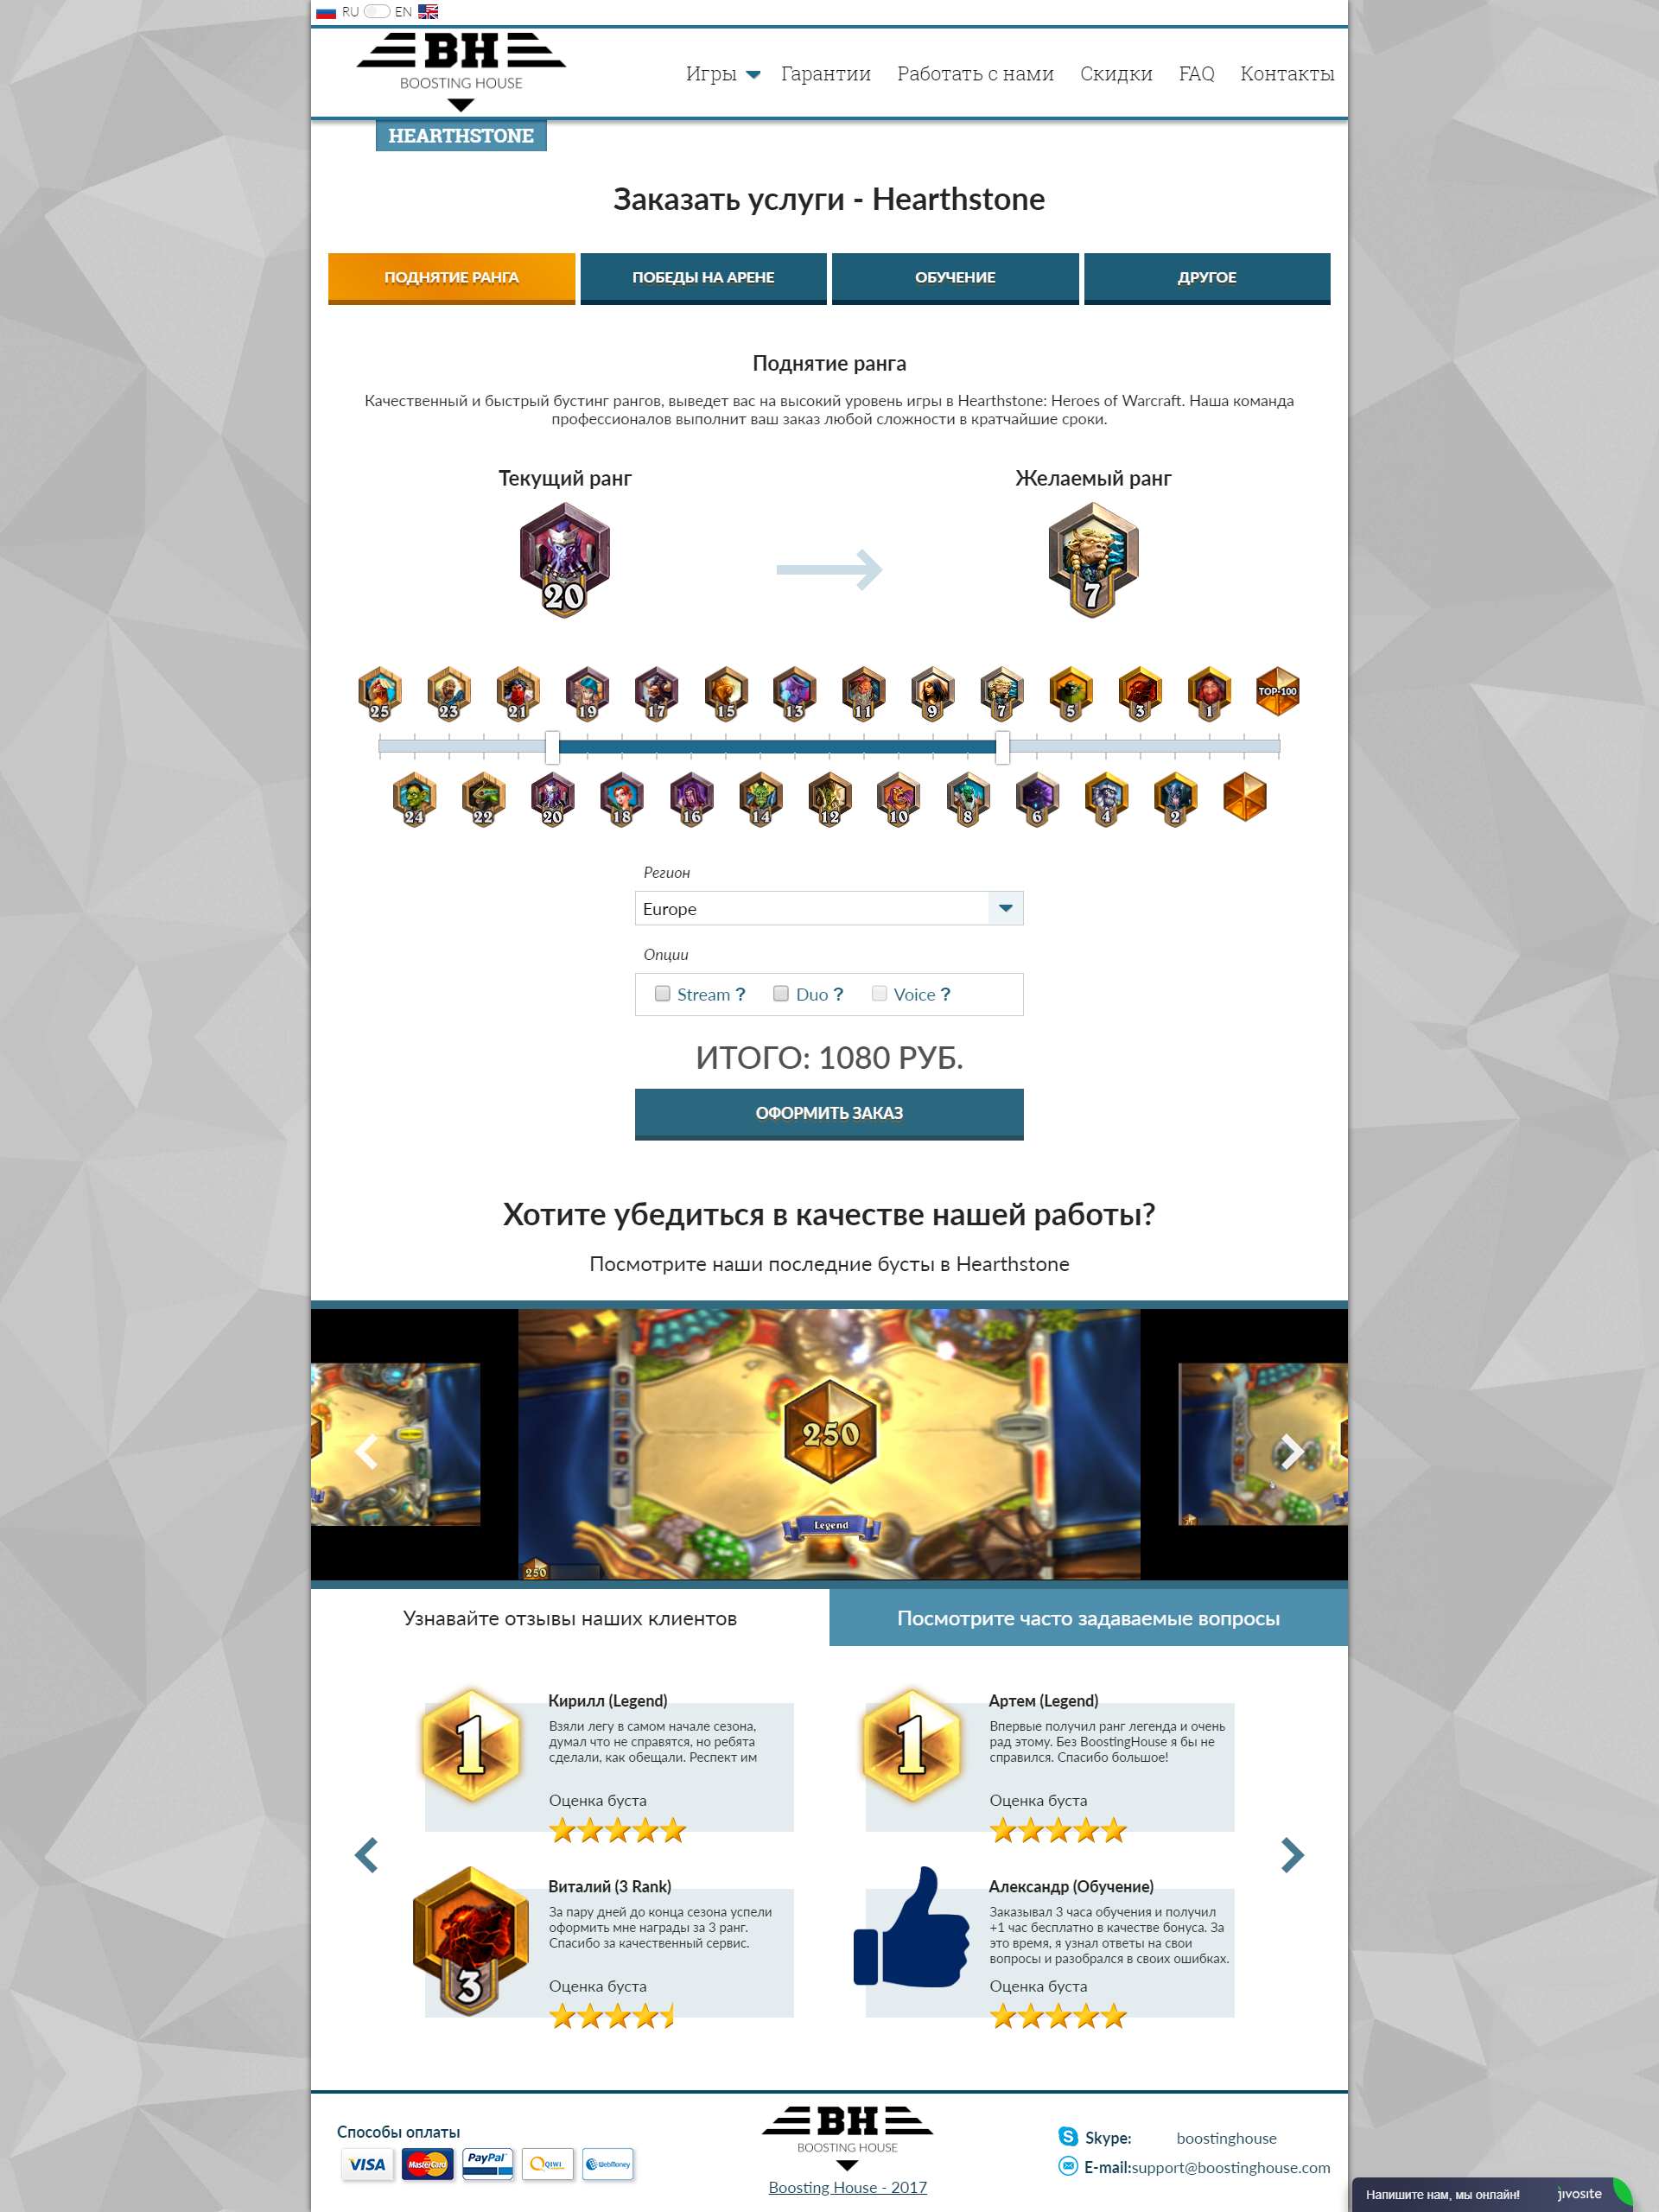 RU EN
BH
BOOSTING HOUSE
Игры Гарантии Работать с нами Скидки FAQ Контакты
HEARTHSTONE
Заказать услуги - Hearthstone
ПОДНЯТИЕ РАНГА ПОБЕДЫ НА АРЕНЕ ОБУЧЕНИЕ ДРУГОЕ
Поднятие ранга
Качественный и быстрый бустинг рангов, выведет вас на высокий уровень игры в Hearthstone: Heroes of Warcraft. Наша команда
профессионалов выполнит ваш заказ любой сложности в кратчайшие сроки.
Текущий ранг Желаемый ранг
20 7
25 23 21 19 17 15 13 11 9 7 5 3 1 TOP-100
24 22 20 18 16 14 12 10 8 6 4 2
Регион
Europe
Опции
Stream ? Duo ? Voice ?
ИТОГО: 1080 РУБ.
ОФОРМИТЬ ЗАКАЗ
Хотите убедиться в качестве нашей работы?
Посмотрите наши последние бусты в Hearthstone
250
Legend
250
Узнавайте отзывы наших клиентов Посмотрите часто задаваемые вопросы
1
Кирилл (Legend)
Взяли легу в самом начале сезона,
думал что не справятся, но ребята
сделали, как обещали. Респект им
Оценка буста
1
Артем (Legend)
Впервые получил ранг легенда и очень
рад этому. Без BoostingHouse я бы не
справился. Спасибо большое!
Оценка буста
3
Виталий (3 Rank)
За пару дней до конца сезона успели
оформить мне награды за 3 ранг.
Спасибо за качественный сервис.
Оценка буста
Александр (Обучение)
Заказывал 3 часа обучения и получил
+1 час бесплатно в качестве бонуса. За
это время, я узнал ответы на свои
вопросы и разобрался в своих ошибках.
Оценка буста
Способы оплаты
VISA MasterCard PayPal QIWI WebMoney
BH
BOOSTING HOUSE
Boosting House - 2017
Skype: boostinghouse
E-mail:support@boostinghouse.com
Напишите нам, мы онлайн! jivosite